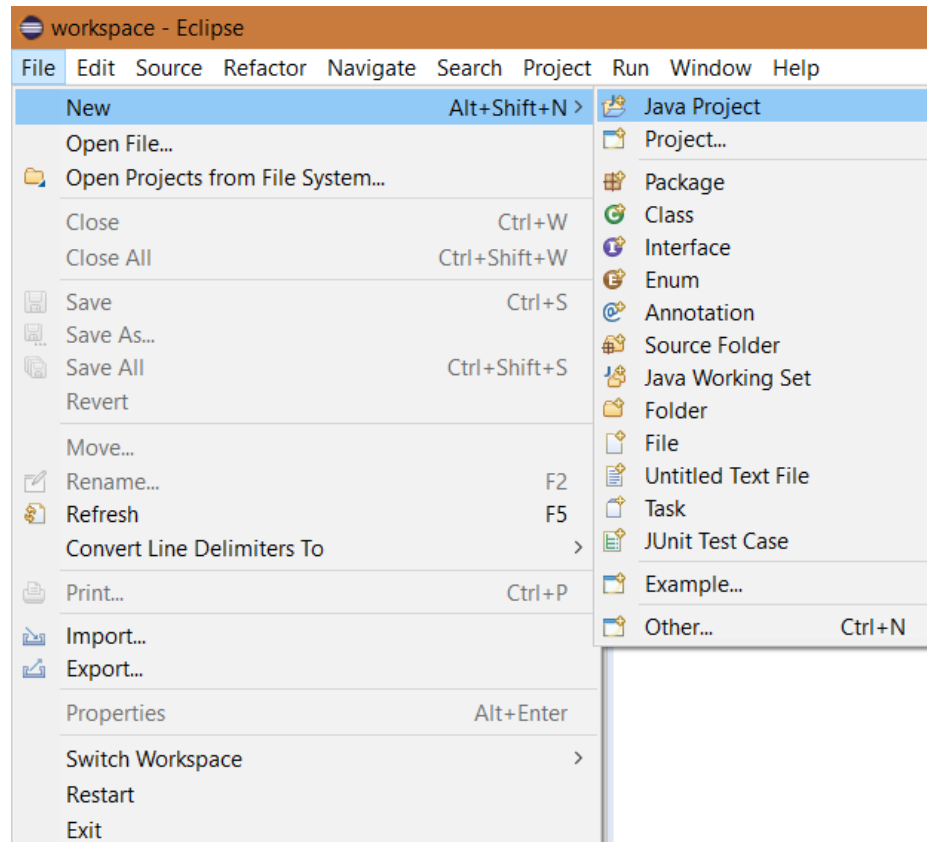 workspace - Eclipse
File Edit Source Refactor Navigate Search Project Run Window Help
New Alt+Shift+N >
Open File...
Open Projects from File System...
Close Ctrl+W
Close All Ctrl+Shift+W
Save Ctrl+S
Save As...
Save All Ctrl+Shift+S
Revert
Move...
Rename... F2
Refresh F5
Convert Line Delimiters To >
Print... Ctrl+P
Import...
Export...
Properties Alt+Enter
Switch Workspace >
Restart
Exit
Java Project
Project...
Package
Class
Interface
Enum
Annotation
Source Folder
Java Working Set
Folder
File
Untitled Text File
Task
JUnit Test Case
Example...
Other... Ctrl+N